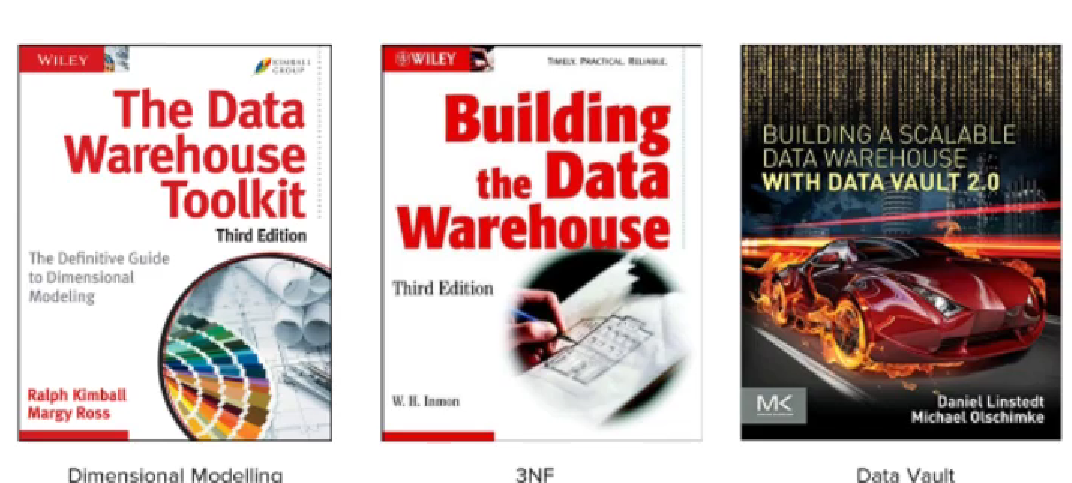 WILEY
KIMBALL
GROUP
The Data
Warehouse
Toolkit
Third Edition
The Definitive Guide
to Dimensional
Modeling
Ralph Kimball
Margy Ross
Dimensional Modelling
WILEY
TIMELY. PRACTICAL. RELIABLE.
Building
the Data
Warehouse
Third Edition
W. H. Inmon
3NF
BUILDING A SCALABLE
DATA WAREHOUSE
WITH DATA VAULT 2.0
MK
Daniel Linstedt
Michael Olschimke
Data Vault